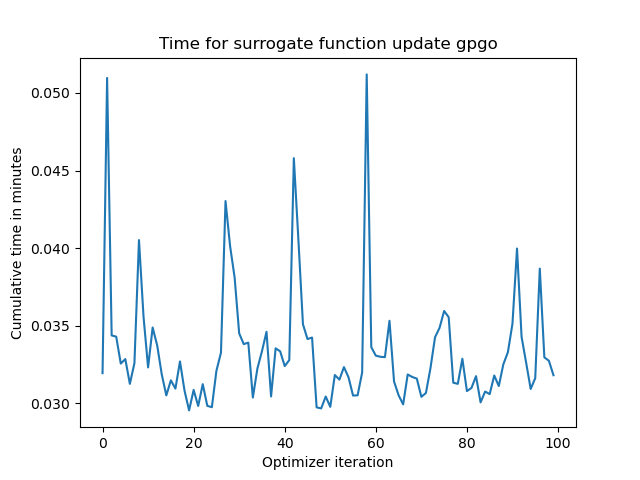 Time for surrogate function update gpgo
Cumulative time in minutes
0.050
0.045
0.040
0.035
0.030
0 20 40 60 80 100
Optimizer iteration